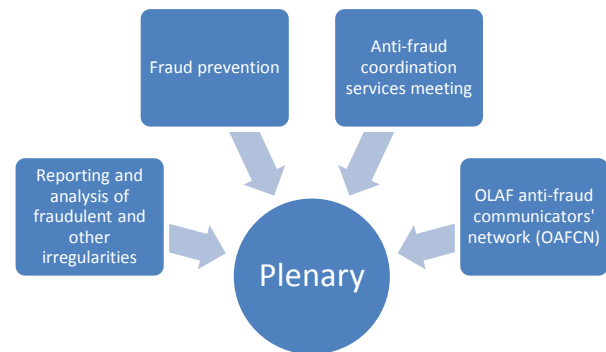 Fraud prevention
Anti-fraud
coordination
services meeting
Reporting and
analysis of
fraudulent and
other
irregularities
OLAF anti-fraud
communicators'
network (OAFCN)
Plenary